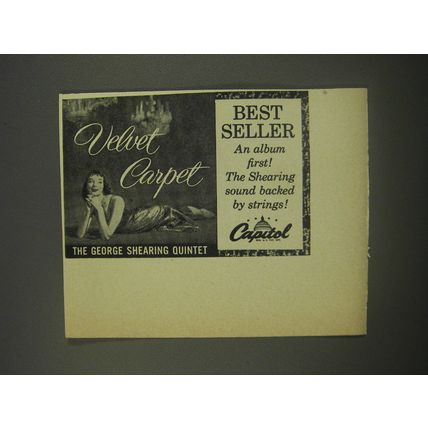 Velvet
Carpet
THE GEORGE SHEARING QUINTET
BEST
SELLER
An album
first!
The Shearing
sound backed
by strings!
Capitol